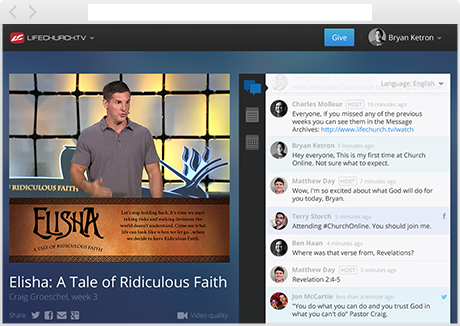 LIFECHURCH.TV
Give
Bryan Ketron
RIDICULOUS FAITH
ELISHA
A TALE OF RIDICULOUS FAITH
Let's stop holding back. It's time we start
taking risks and making decisions the
world doesn't understand. Come see what
life can look like when we let go...when
we decide to have Ridiculous Faith.
Elisha: A Tale of Ridiculous Faith
Craig Groeschel, week 3
Share
Video quality
Language: English
Charles Molleur HOST 10 minutes ago
Everyone, if you missed any of the previous
weeks you can see them in the Message
Archives: http://www.lifechurch.tv/watch
Bryan Ketron 7 minutes ago
Hey everyone, This is my first time at Church
Online. Not sure what to expect.
Matthew Day HOST 7 minutes ago
Wow, I'm so excited about what God will do for
you today, Bryan.
Terry Storch 5 minutes ago
Attending #ChurchOnline. You should join me.
Ben Haan 4 minutes ago
Where was that verse from, Revelations?
Matthew Day HOST 3 minutes ago
Revelation 2:4-5
Jon McCartie less than a minute ago
"You do what you can do and you trust God in
what you can't do" Pastor Craig.